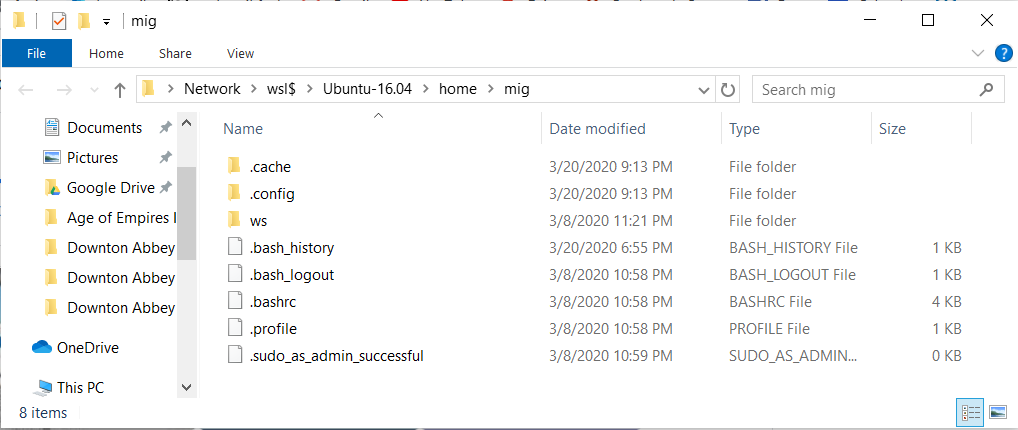 mig
File Home Share View
Network wsl$ Ubuntu-16.04 home mig Search mig
Documents
Pictures
Google Drive
Age of Empires I
Downton Abbey
Downton Abbey
Downton Abbey
OneDrive
This PC
Name Date modified Type Size
.cache 3/20/2020 9:13 PM File folder
.config 3/20/2020 9:13 PM File folder
ws 3/8/2020 11:21 PM File folder
.bash_history 3/20/2020 6:55 PM BASH_HISTORY File 1 KB
.bash_logout 3/8/2020 10:58 PM BASH_LOGOUT File 1 KB
.bashrc 3/8/2020 10:58 PM BASHRC File 4 KB
.profile 3/8/2020 10:58 PM PROFILE File 1 KB
.sudo_as_admin_successful 3/8/2020 10:59 PM SUDO_AS_ADMIN... 0 KB
8 items